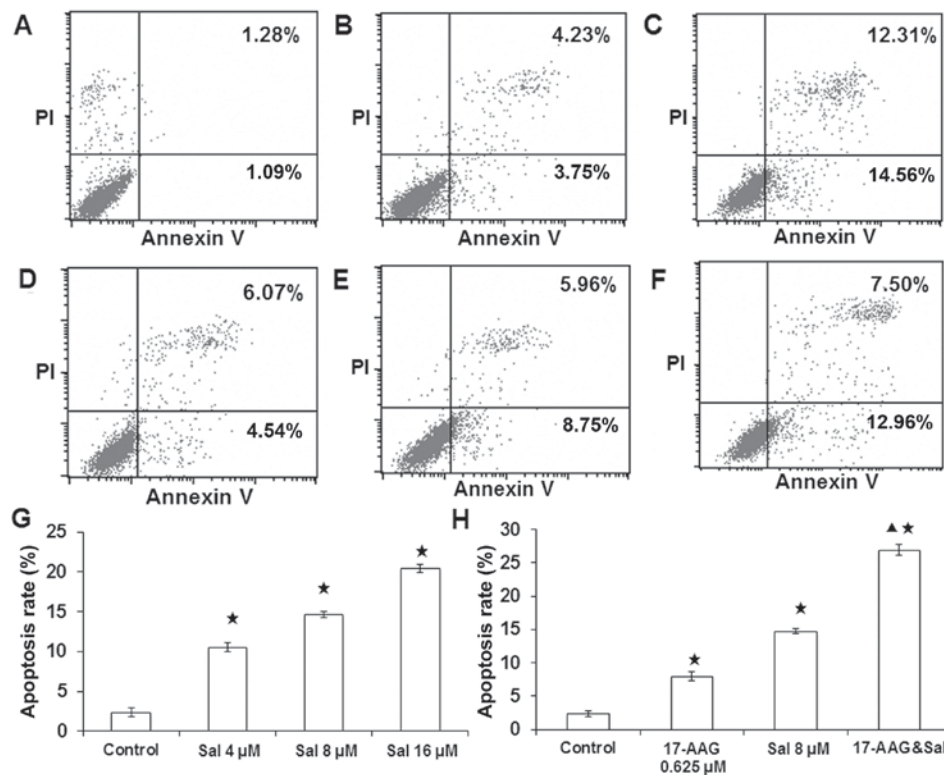 A
1.28%
PI
1.09%
Annexin V
B
4.23%
PI
3.75%
Annexin V
C
12.31%
PI
14.56%
Annexin V
D
6.07%
PI
4.54%
Annexin V
E
5.96%
PI
8.75%
Annexin V
F
7.50%
PI
12.96%
Annexin V
G
Apoptosis rate (%)
25
20
15
10
5
0
★
★
★
Control
Sal 4 μM
Sal 8 μM
Sal 16 μM
H
Apoptosis rate (%)
30
25
20
15
10
5
0
★
★
▲★
Control
17-AAG
0.625 μM
Sal 8 μM
17-AAG&Sal